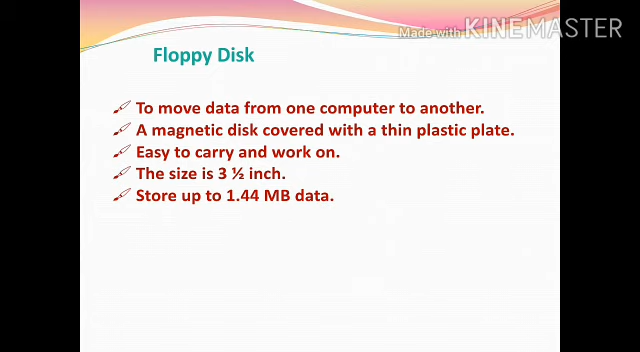 Made with KINEMASTER
Floppy Disk
To move data from one computer to another.
A magnetic disk covered with a thin plastic plate.
Easy to carry and work on.
The size is 3 ½ inch.
Store up to 1.44 MB data.